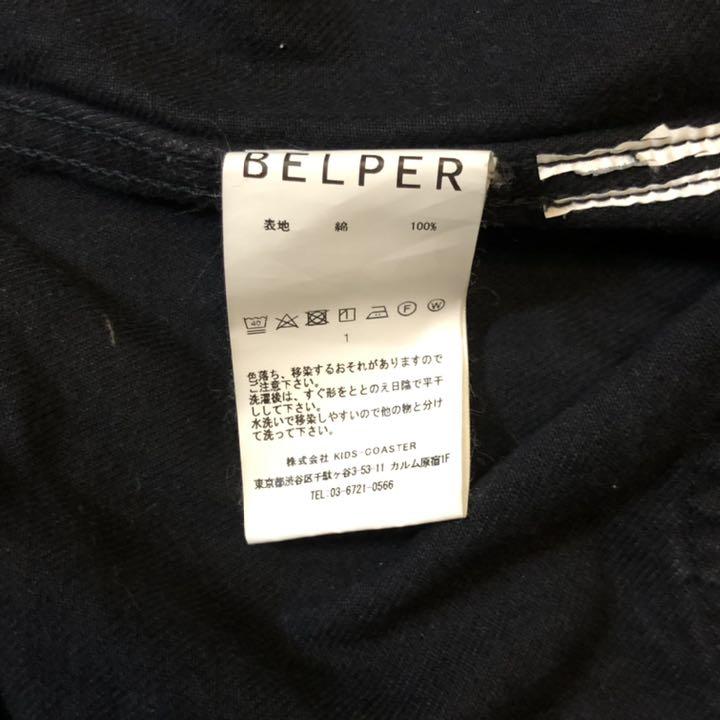 BELPER
表地 綿 100%
40 F W
1
色落ち、移染するおそれがありますので
ご注意下さい。
洗濯後は、すぐ形をととのえ日陰で平干
しして下さい。
水洗いで移染しやすいので他の物と分け
て洗って下さい。
株式会社 KIDS-COASTER
東京都渋谷区千駄ヶ谷3-53-11 カルム原宿1F
TEL:03-6721-0566